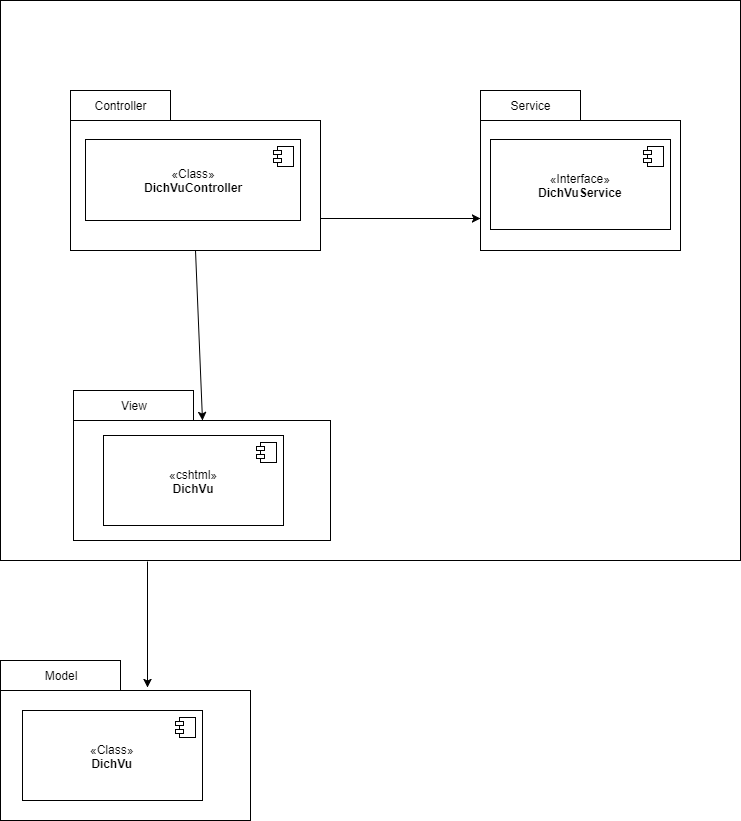 Controller
Service
«Class»
DichVuController
«Interface»
DichVuService
View
«cshtml»
DichVu
Model
«Class»
DichVu